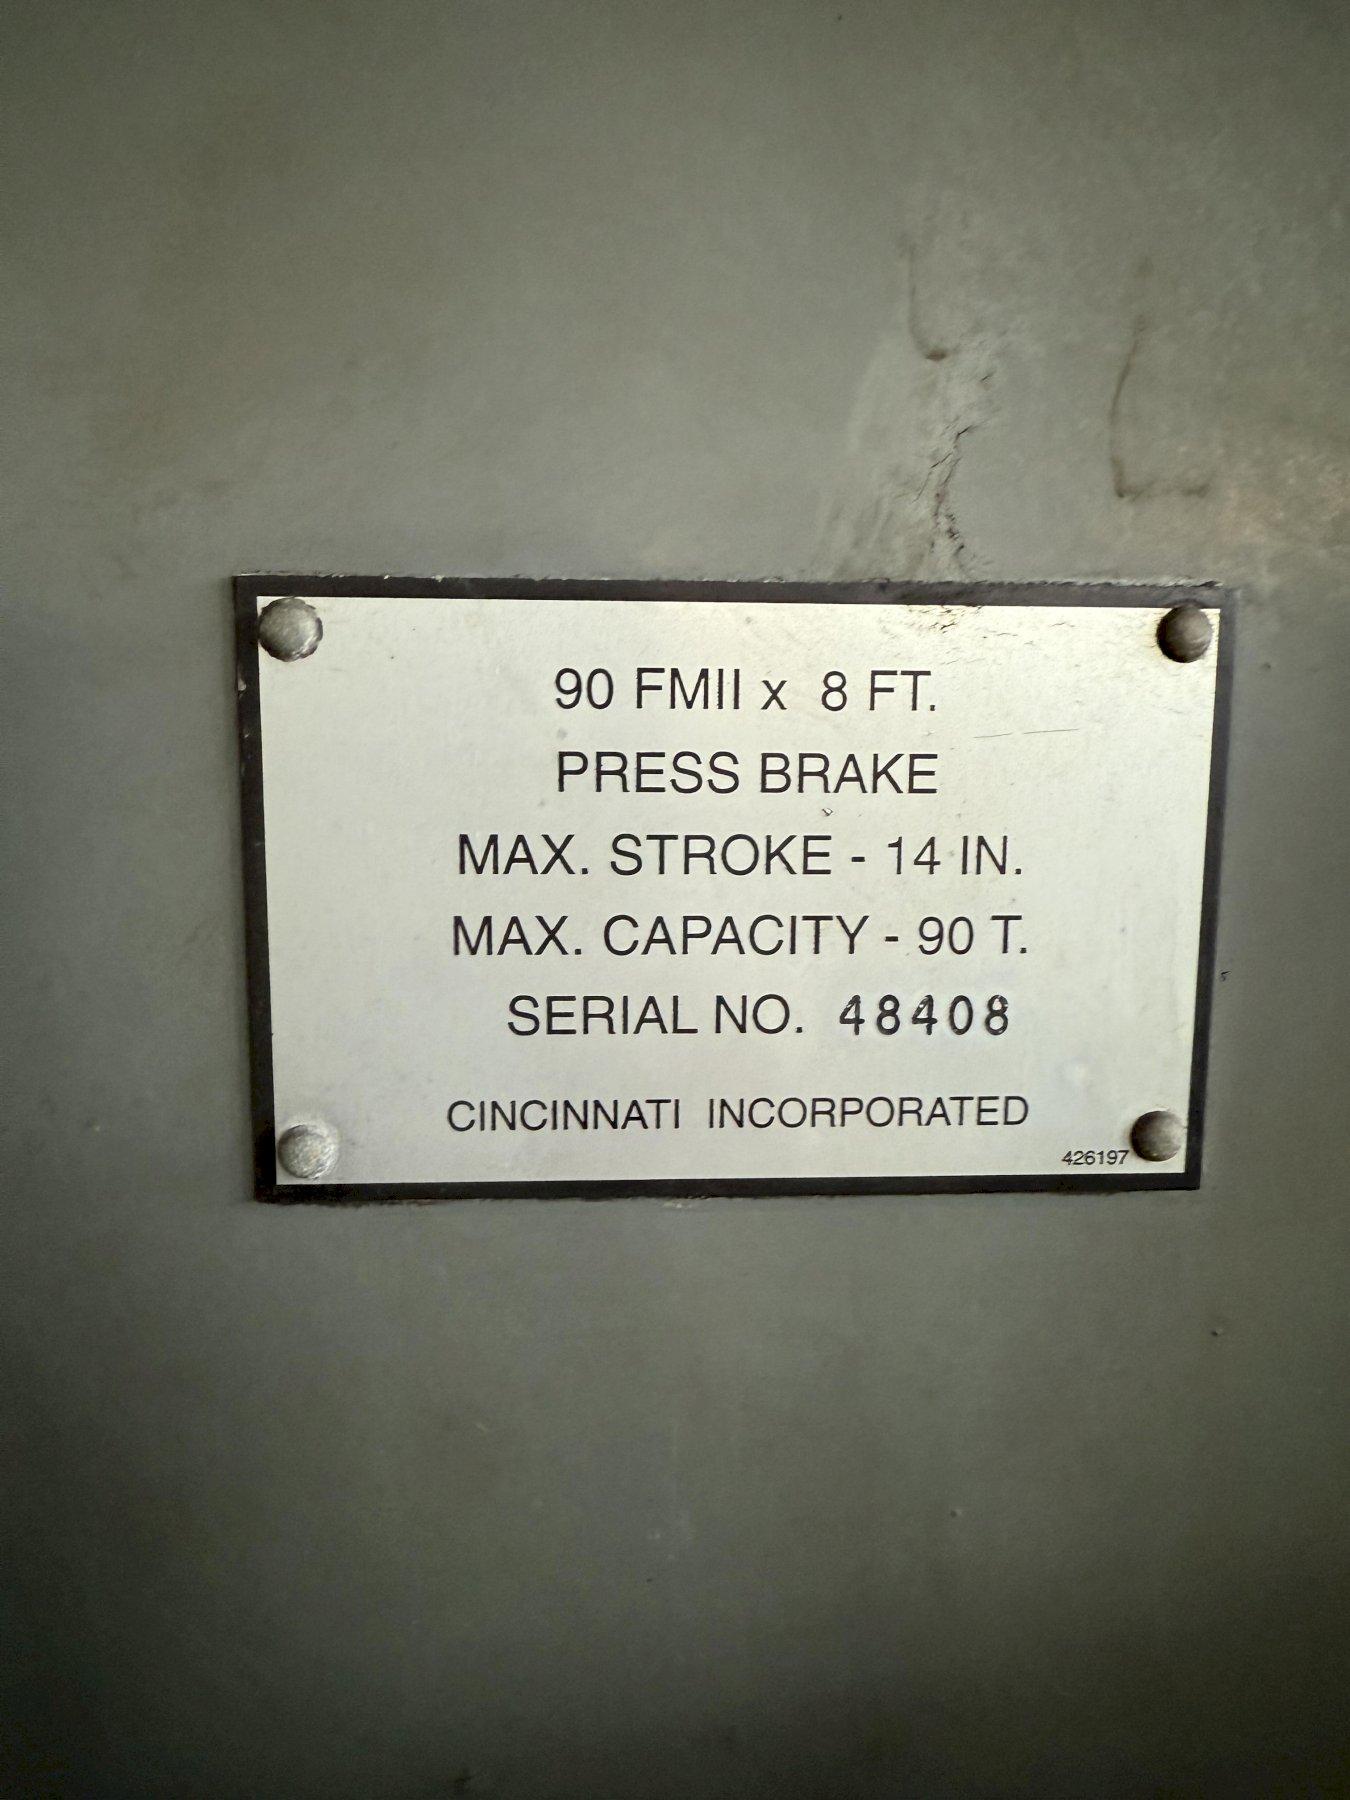 90 FMII x 8 FT.
PRESS BRAKE
MAX. STROKE - 14 IN.
MAX. CAPACITY - 90 T.
SERIAL NO. 48408
CINCINNATI INCORPORATED
426197